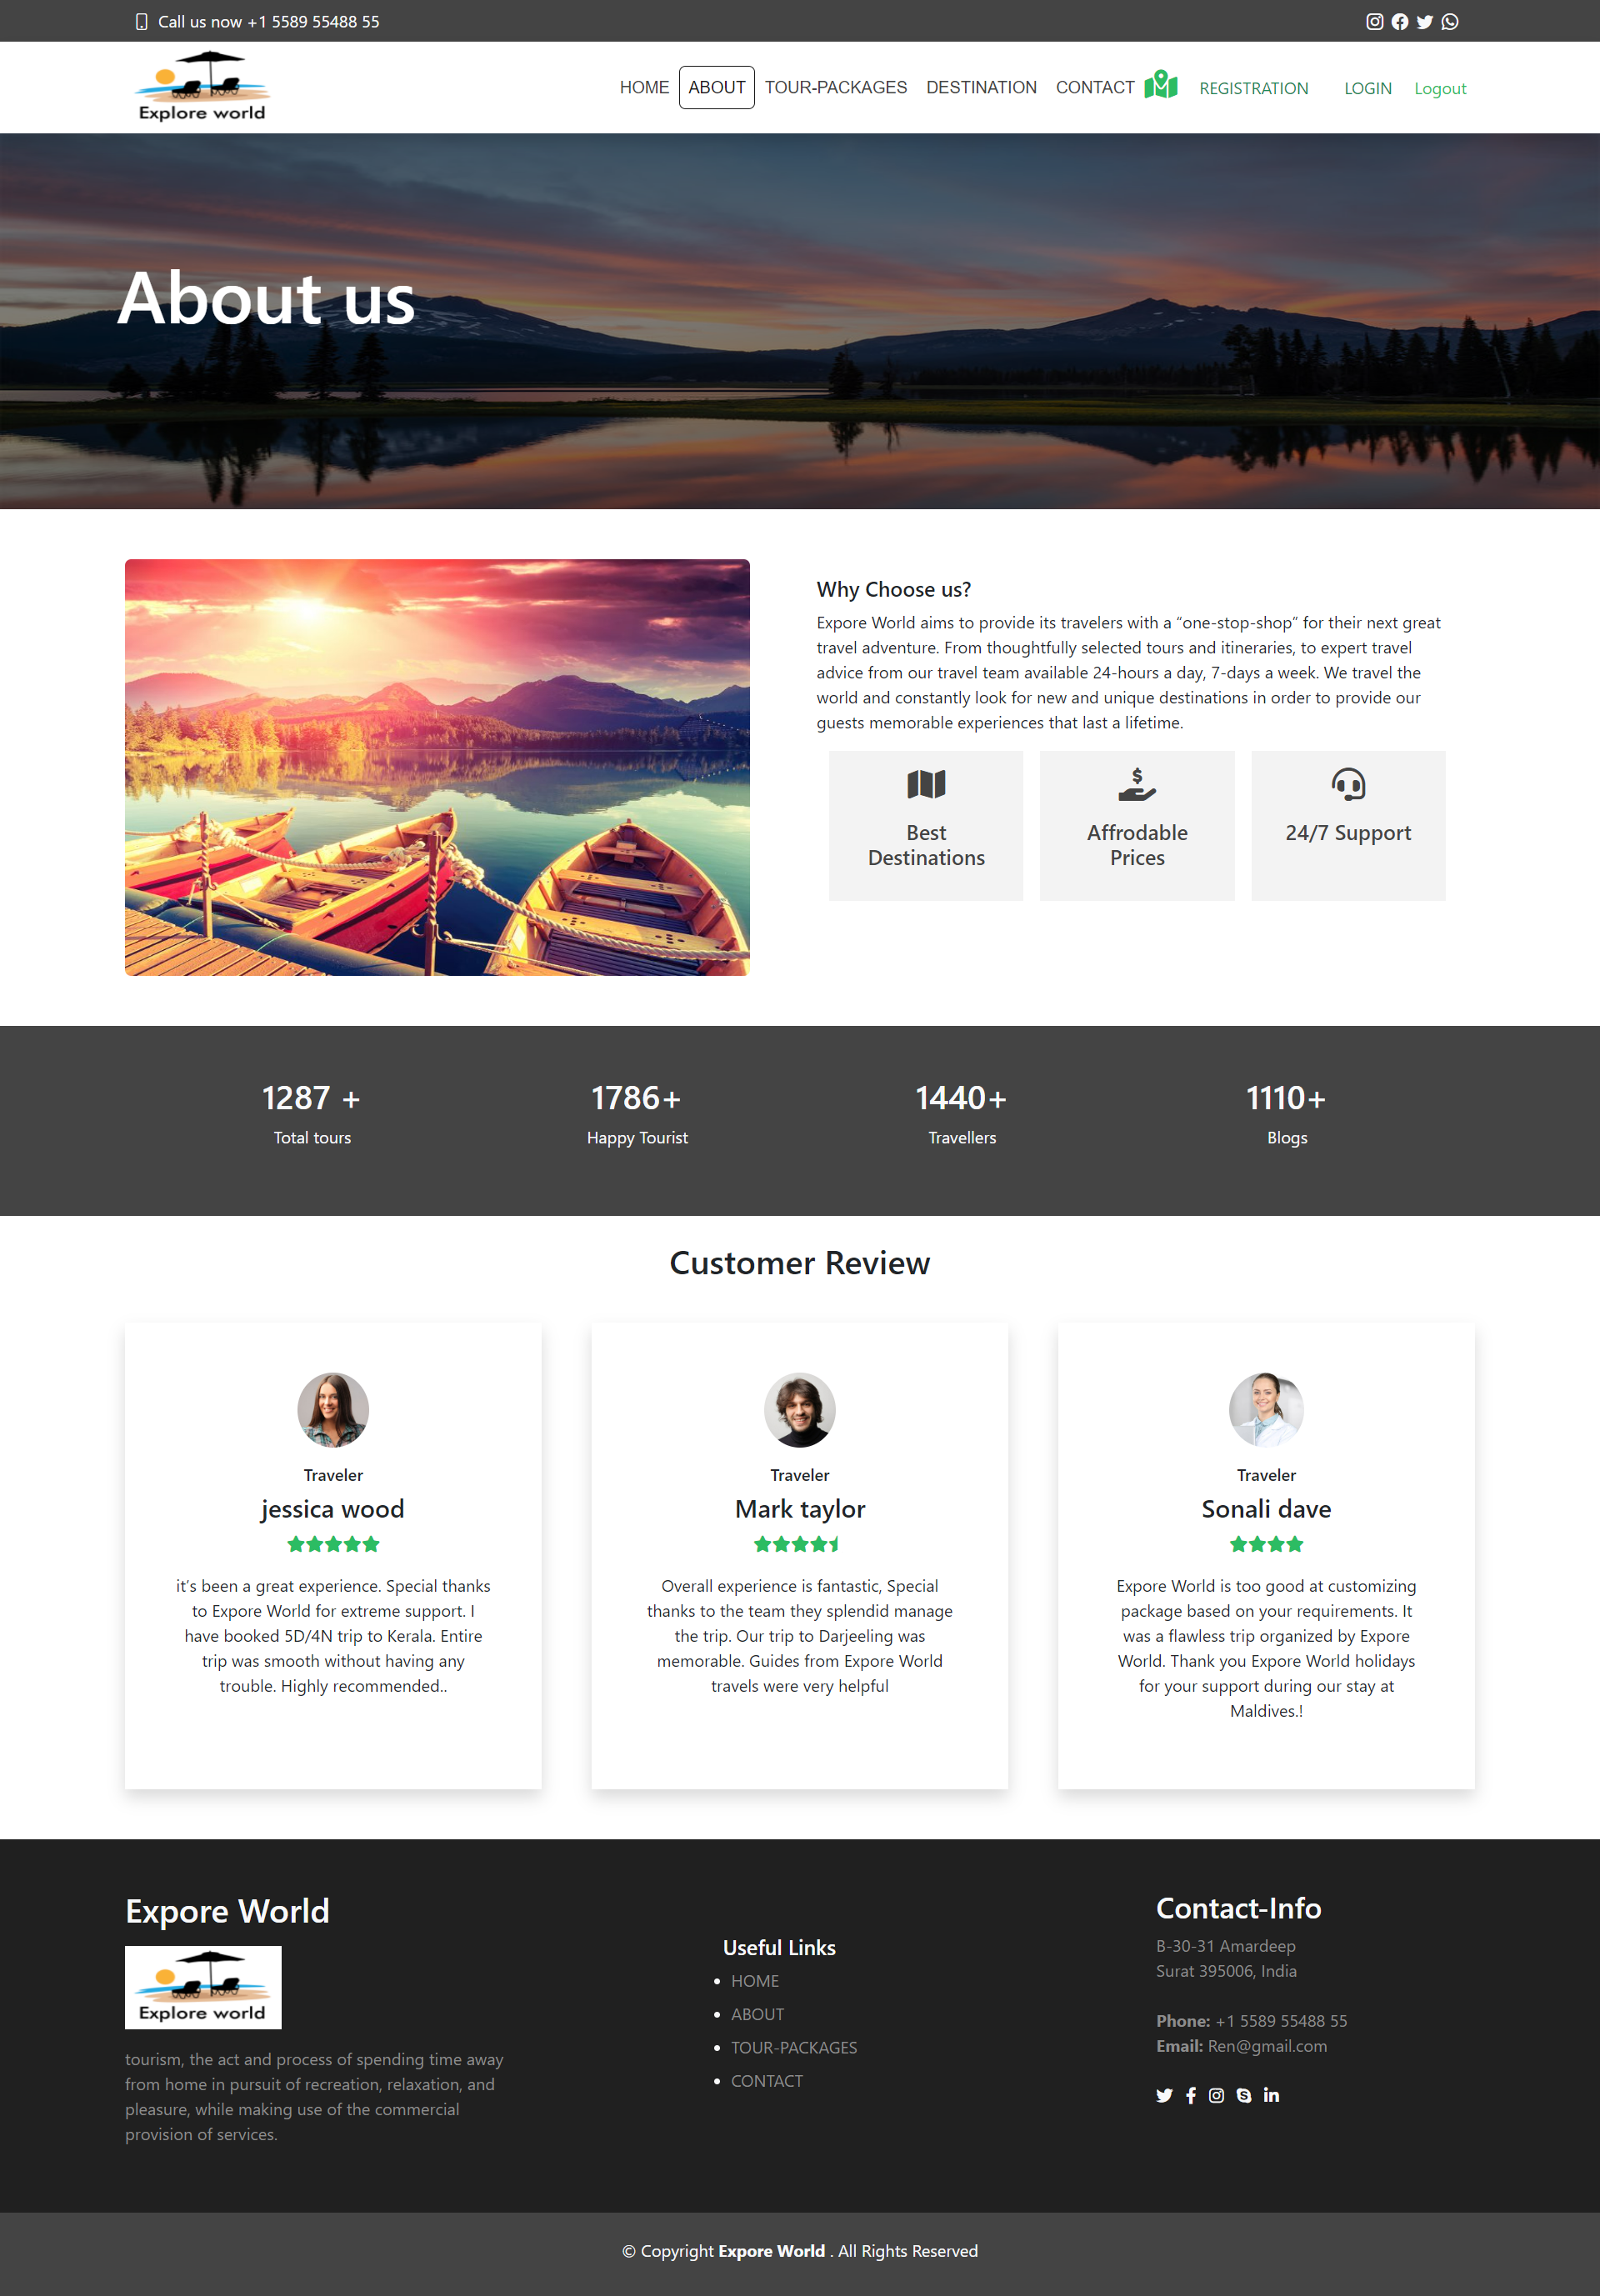 Call us now +1 5589 55488 55
Explore world
HOME ABOUT TOUR-PACKAGES DESTINATION CONTACT REGISTRATION LOGIN Logout
About us
Why Choose us?
Expore World aims to provide its travelers with a “one-stop-shop” for their next great
travel adventure. From thoughtfully selected tours and itineraries, to expert travel
advice from our travel team available 24-hours a day, 7-days a week. We travel the
world and constantly look for new and unique destinations in order to provide our
guests memorable experiences that last a lifetime.
Best
Destinations
Affrodable
Prices
24/7 Support
1287 +
Total tours
1786+
Happy Tourist
1440+
Travellers
1110+
Blogs
Customer Review
Traveler
jessica wood
it’s been a great experience. Special thanks
to Expore World for extreme support. I
have booked 5D/4N trip to Kerala. Entire
trip was smooth without having any
trouble. Highly recommended..
Traveler
Mark taylor
Overall experience is fantastic, Special
thanks to the team they splendid manage
the trip. Our trip to Darjeeling was
memorable. Guides from Expore World
travels were very helpful
Traveler
Sonali dave
Expore World is too good at customizing
package based on your requirements. It
was a flawless trip organized by Expore
World. Thank you Expore World holidays
for your support during our stay at
Maldives.!
Expore World
Explore world
tourism, the act and process of spending time away
from home in pursuit of recreation, relaxation, and
pleasure, while making use of the commercial
provision of services.
Useful Links
HOME
ABOUT
TOUR-PACKAGES
CONTACT
Contact-Info
B-30-31 Amardeep
Surat 395006, India
Phone: +1 5589 55488 55
Email: Ren@gmail.com
© Copyright Expore World . All Rights Reserved